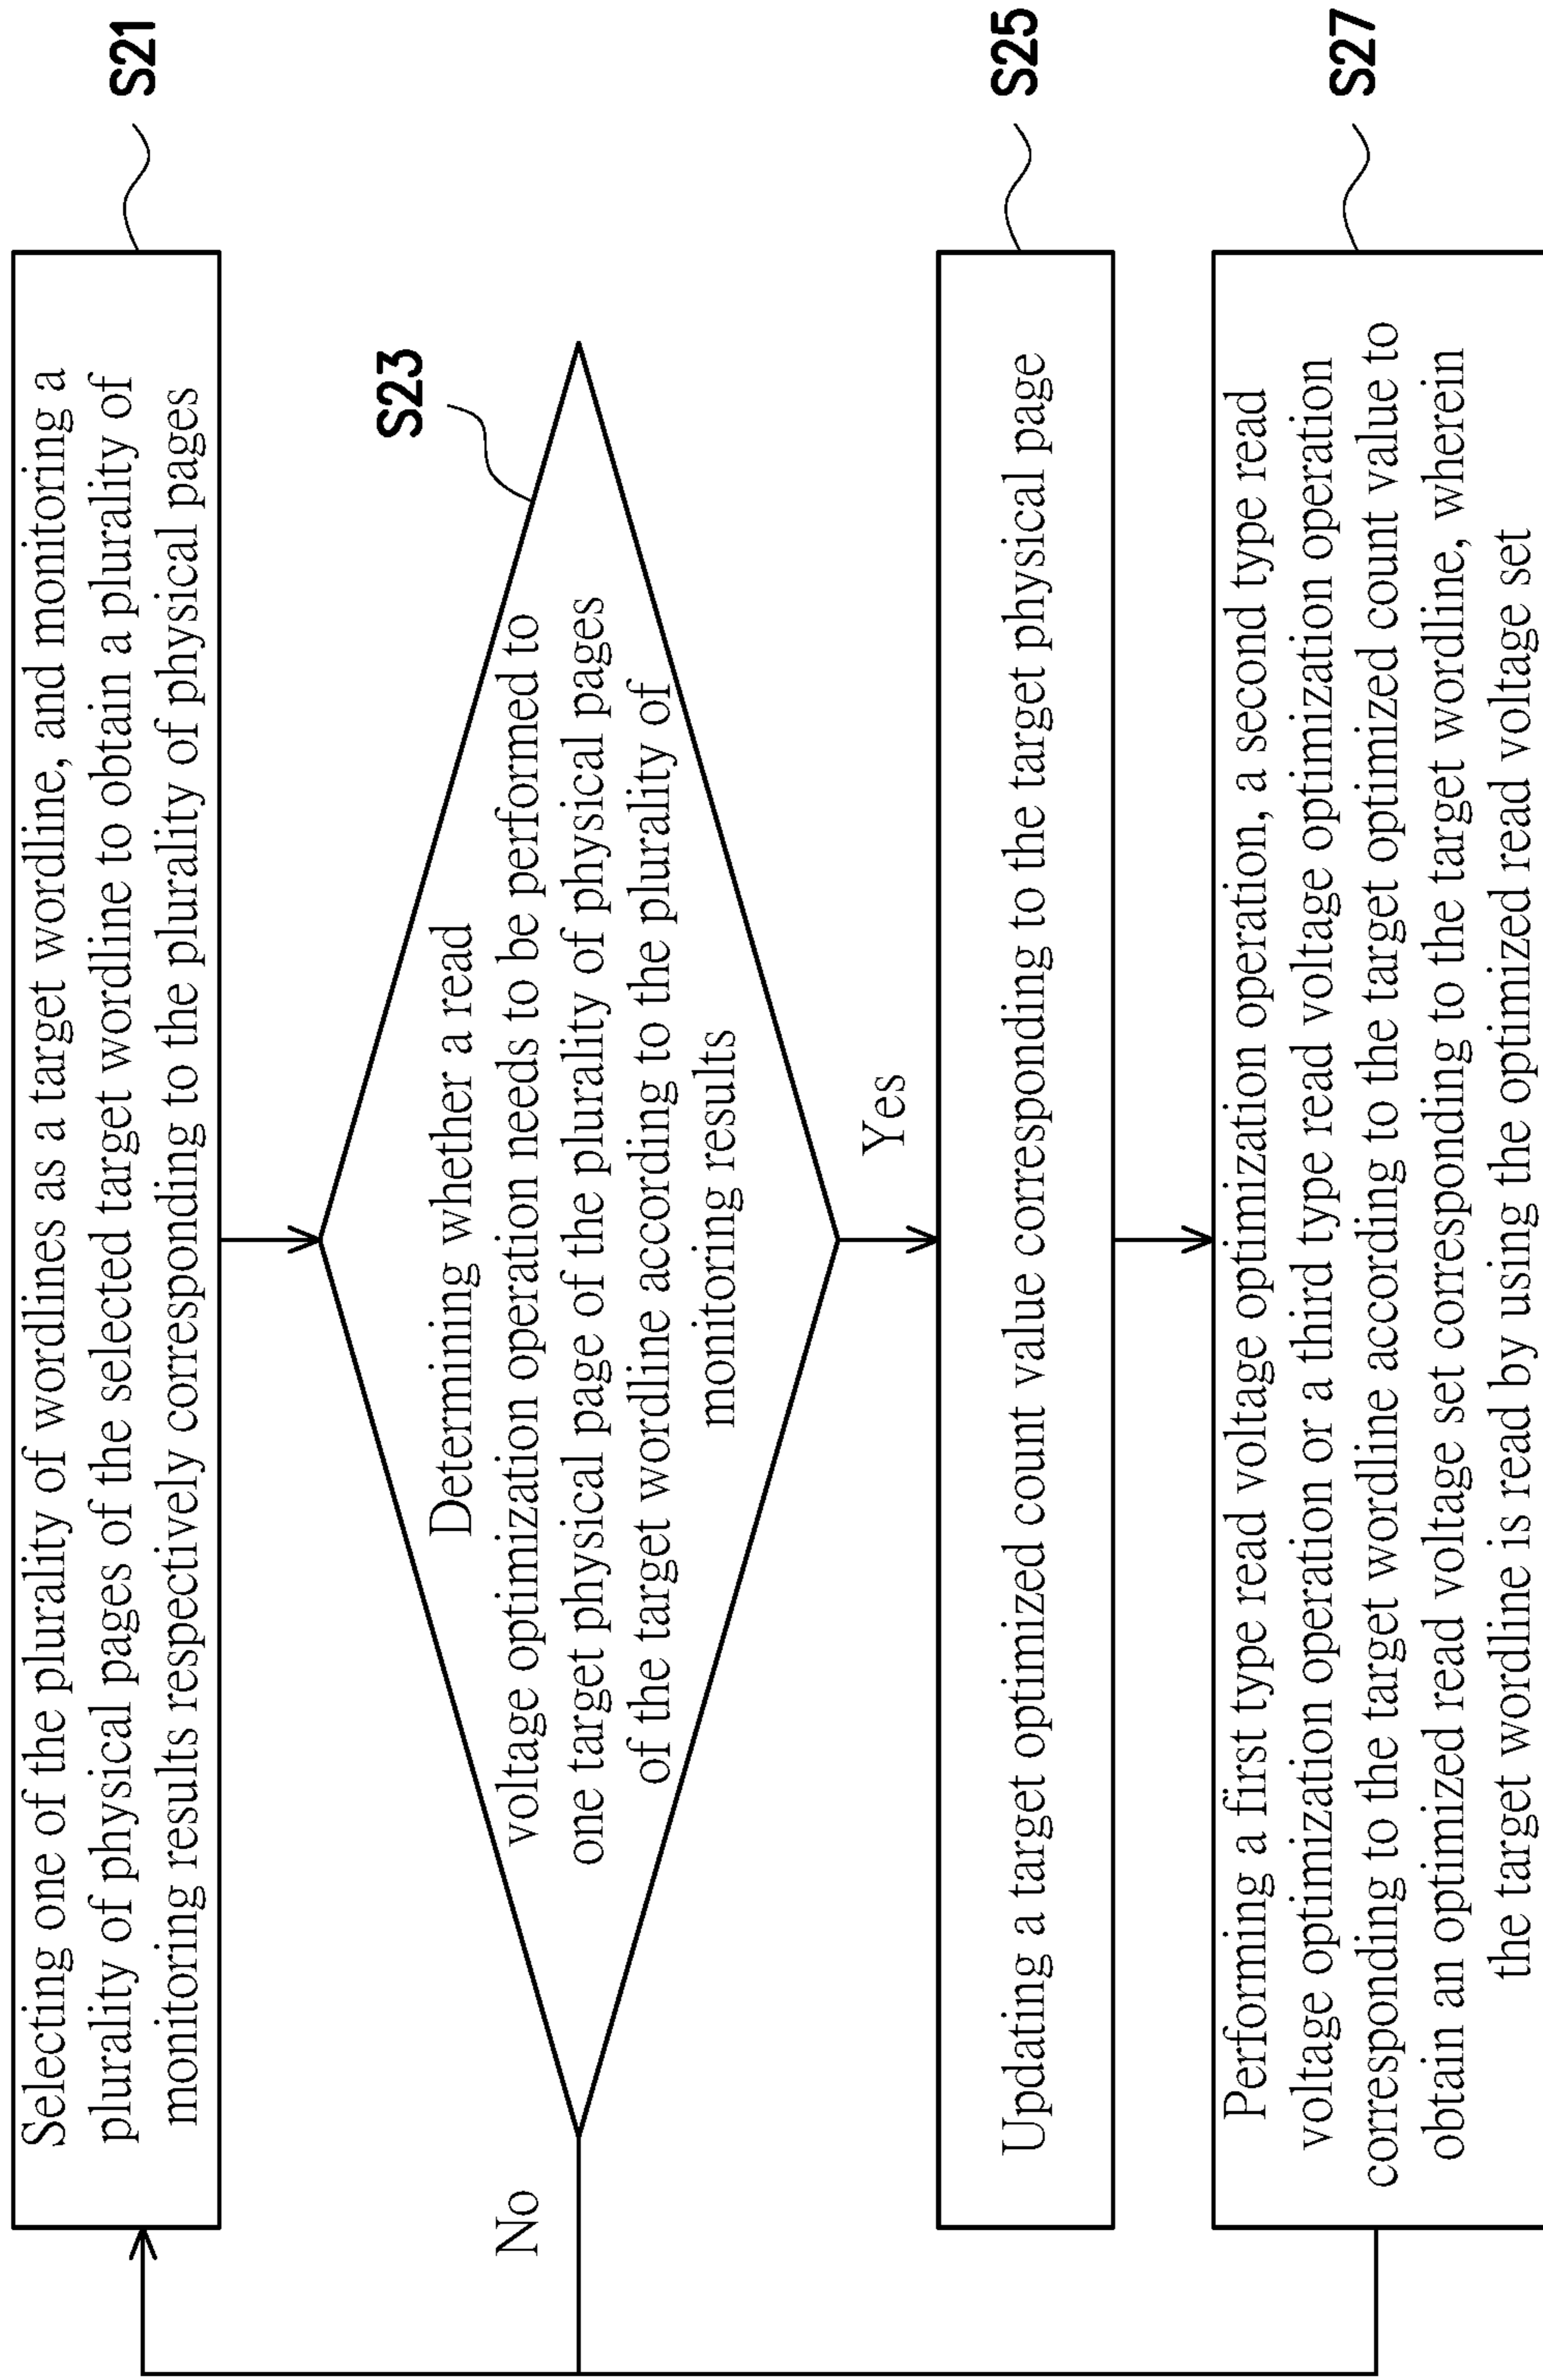 Selecting one of the plurality of wordlines as a target wordline, and monitoring a
plurality of physical pages of the selected target wordline to obtain a plurality of
monitoring results respectively corresponding to the plurality of physical pages
S21
Determining whether a read
voltage optimization operation needs to be performed to
one target physical page of the plurality of physical pages
of the target wordline according to the plurality of
monitoring results
S23
No
Yes
Updating a target optimized count value corresponding to the target physical page
S25
Performing a first type read voltage optimization operation, a second type read
voltage optimization operation or a third type read voltage optimization operation
corresponding to the target wordline according to the target optimized count value to
obtain an optimized read voltage set corresponding to the target wordline, wherein
the target wordline is read by using the optimized read voltage set
S27